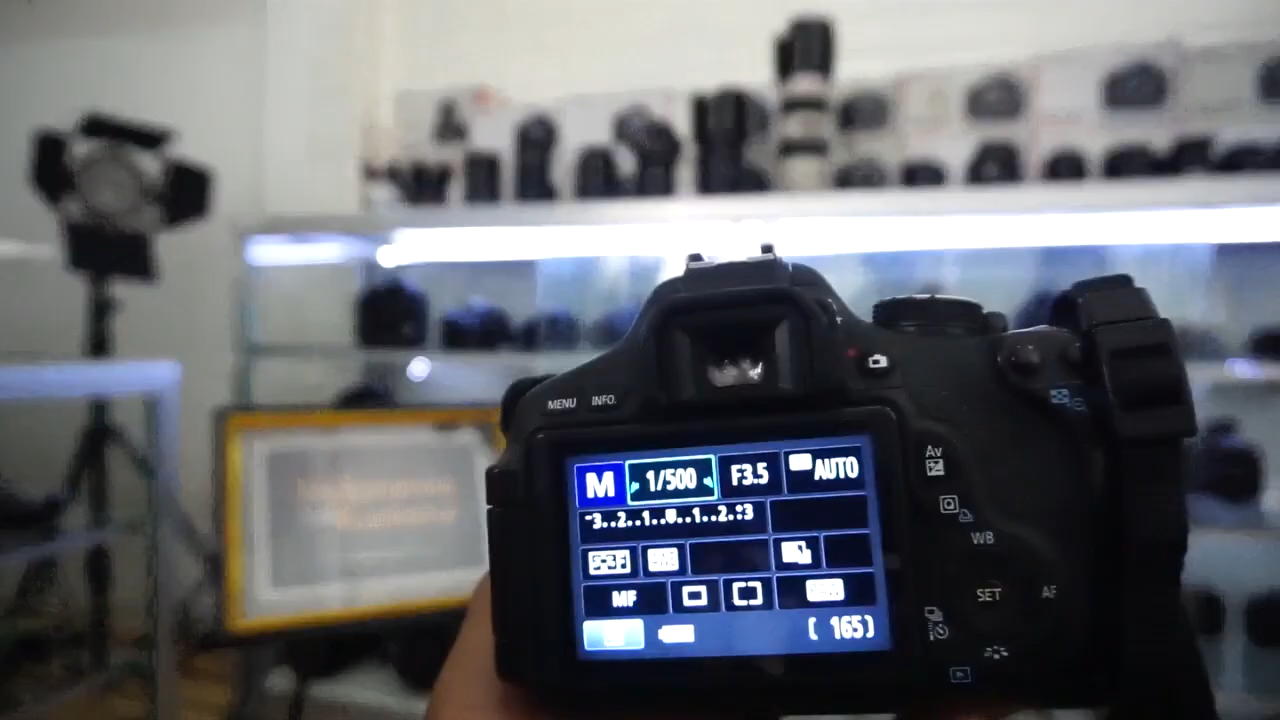 MENU INFO.
M 1/500 F3.5 AUTO
-3..2..1..0..1..2..:3
MF
( 165)
Av
Q
WB
SET
AF